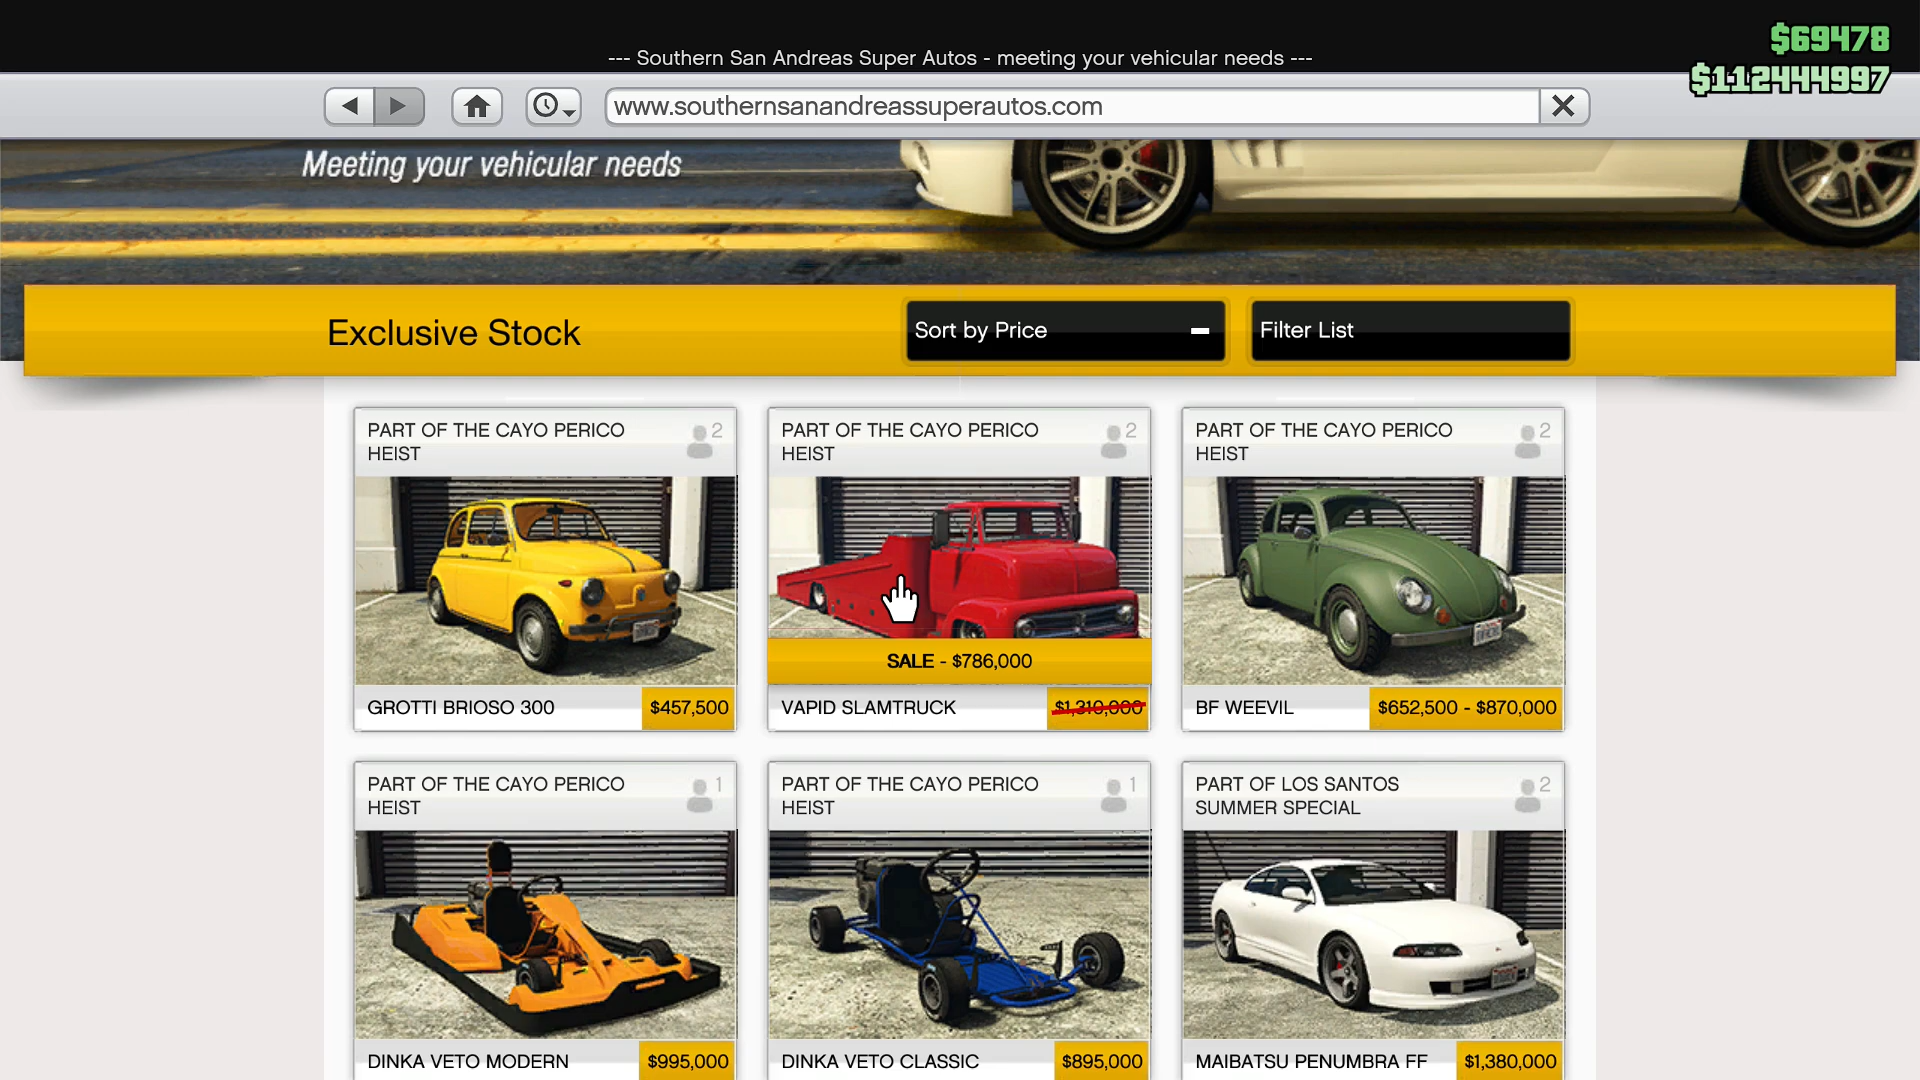 $69478
--- Southern San Andreas Super Autos - meeting your vehicular needs ---
$112444997
www.southernsanandreassuperautos.com
Meeting your vehicular needs
Exclusive Stock
Sort by Price
Filter List
PART OF THE CAYO PERICO
HEIST
2
PART OF THE CAYO PERICO
HEIST
2
PART OF THE CAYO PERICO
HEIST
2
SALE - $786,000
GROTTI BRIOSO 300
$457,500
VAPID SLAMTRUCK
$1,310,000
BF WEEVIL
$652,500 - $870,000
PART OF THE CAYO PERICO
HEIST
1
PART OF THE CAYO PERICO
HEIST
1
PART OF LOS SANTOS
SUMMER SPECIAL
2
DINKA VETO MODERN
$995,000
DINKA VETO CLASSIC
$895,000
MAIBATSU PENUMBRA FF
$1,380,000